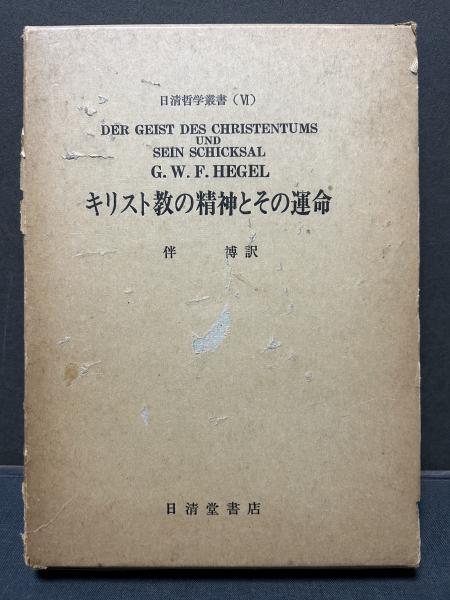 日清哲学叢書（Ⅵ）
DER GEIST DES CHRISTENTUMS
UND
SEIN SCHICKSAL
G. W. F. HEGEL
キリスト教の精神とその運命
伴 博 訳
日清堂書店